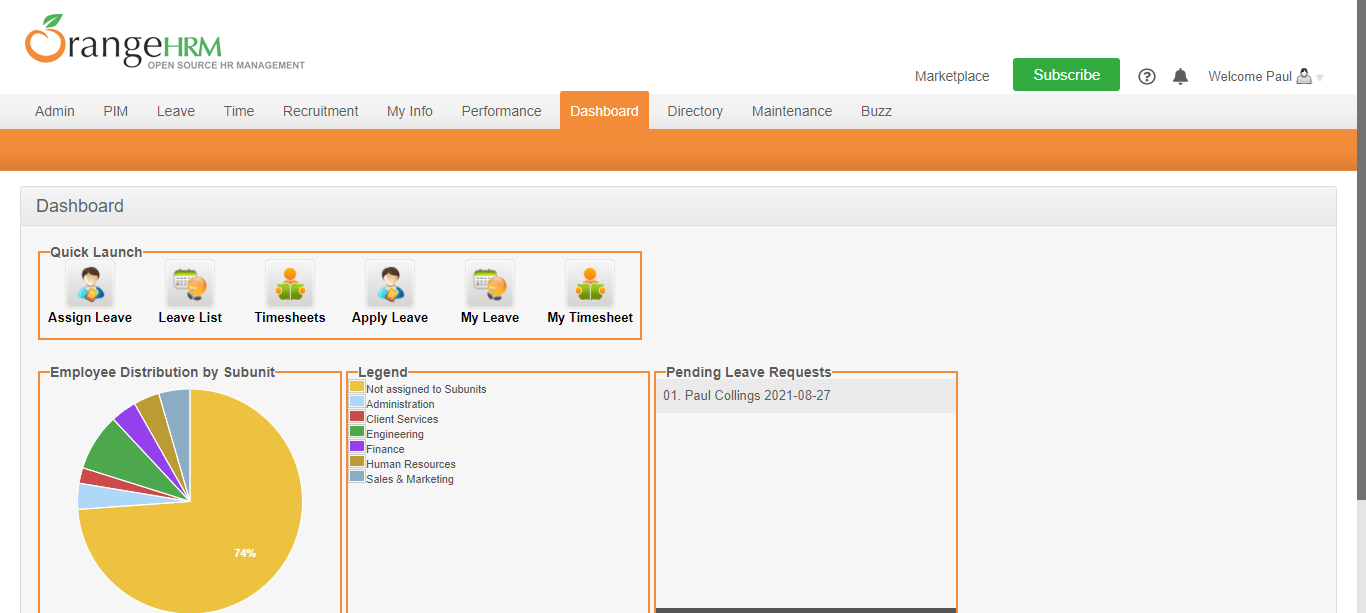 OrangeHRM
OPEN SOURCE HR MANAGEMENT
Marketplace Subscribe ? Welcome Paul
Admin PIM Leave Time Recruitment My Info Performance Dashboard Directory Maintenance Buzz
Dashboard
Quick Launch
Assign Leave Leave List Timesheets Apply Leave My Leave My Timesheet
Employee Distribution by Subunit
74%
Legend
Not assigned to Subunits
Administration
Client Services
Engineering
Finance
Human Resources
Sales & Marketing
Pending Leave Requests
01. Paul Collings 2021-08-27